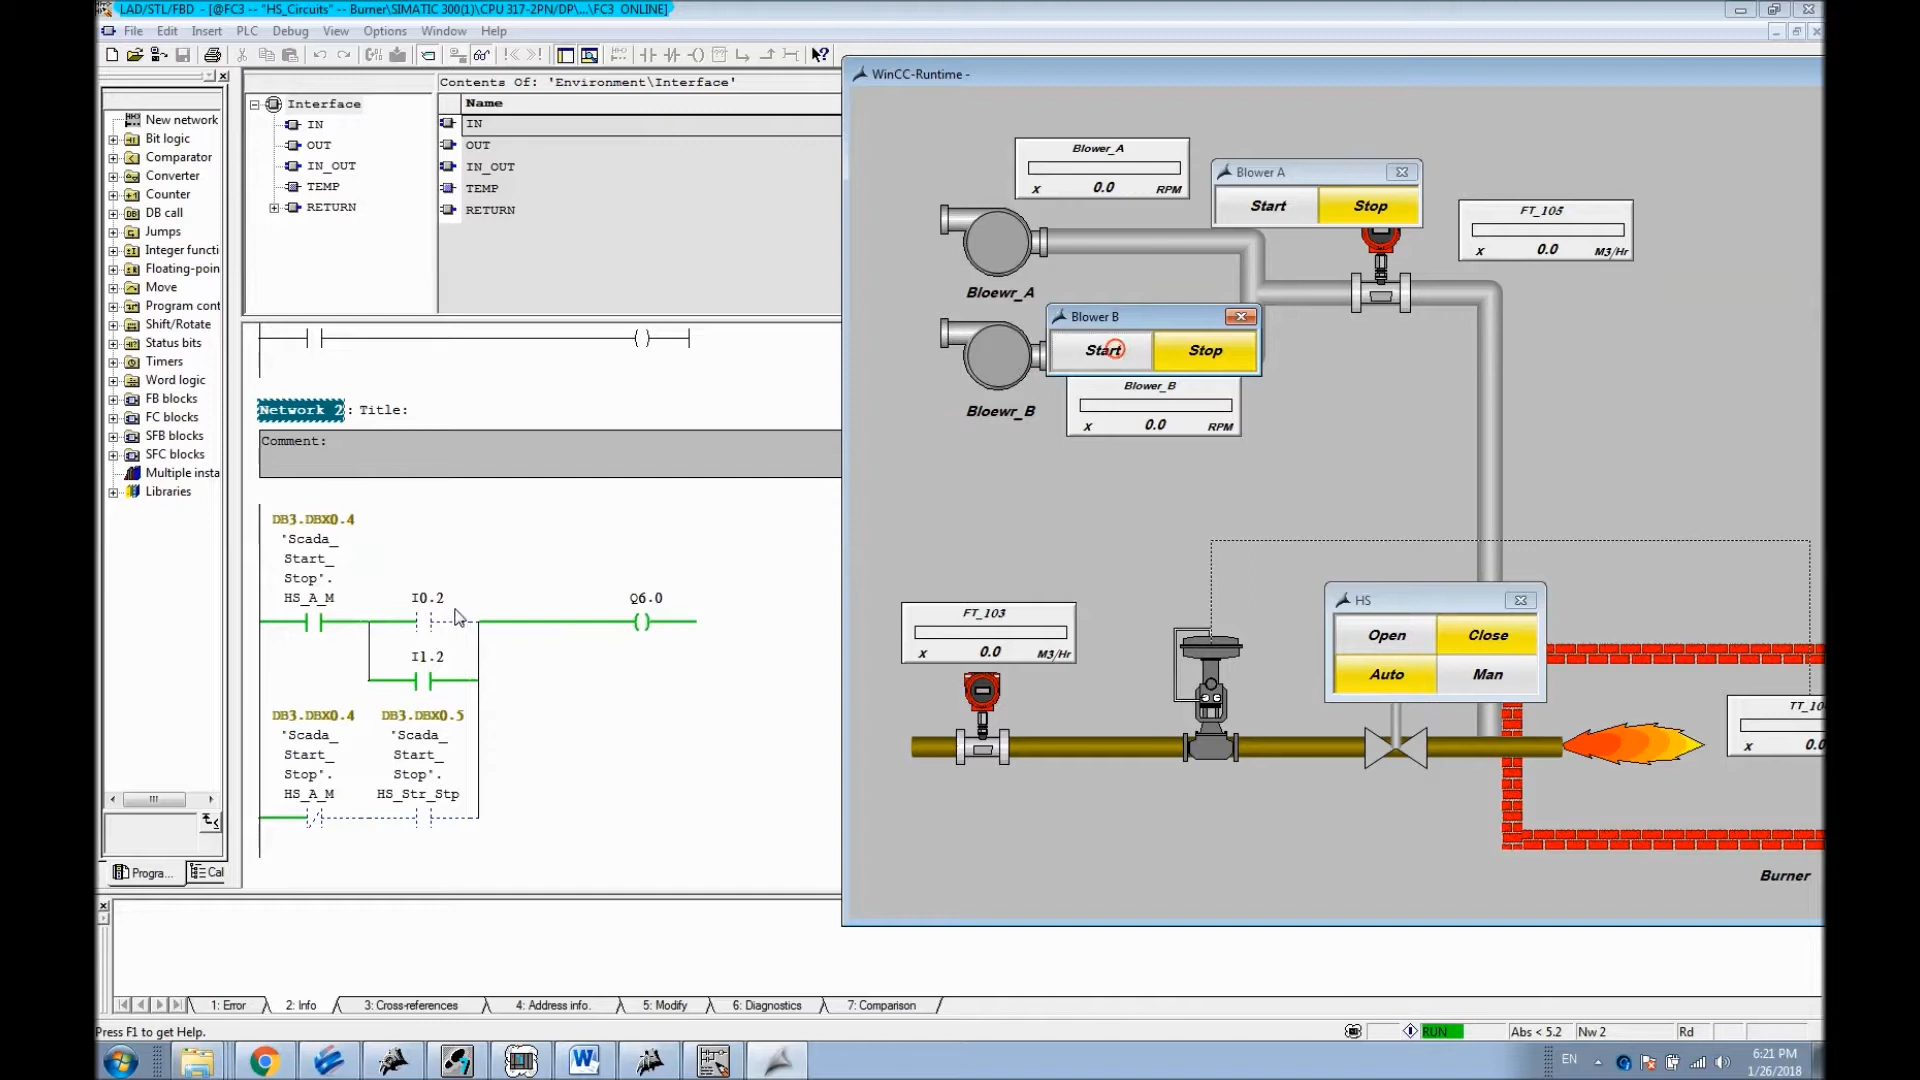 LAD/STL/FBD - [@FC3 -- "HS_Circuits" -- Burner\SIMATIC 300(1)\CPU 317-2PN/DP\...\FC3 ONLINE]
File Edit Insert PLC Debug View Options Window Help
Contents Of: 'Environment\Interface'
Interface
IN
OUT
IN_OUT
TEMP
RETURN
Name
IN
OUT
IN_OUT
TEMP
RETURN
New network
Bit logic
Comparator
Converter
Counter
DB call
Jumps
Integer functi
Floating-poin
Move
Program cont
Shift/Rotate
Status bits
Timers
Word logic
FB blocks
FC blocks
SFB blocks
SFC blocks
Multiple insta
Libraries
Progra...
Cal
Network 2 : Title:
Comment:
DB3.DBX0.4
"Scada_
Start_
Stop".
HS_A_M
I0.2
Q6.0
I1.2
DB3.DBX0.4
"Scada_
Start_
Stop".
HS_A_M
DB3.DBX0.5
"Scada_
Start_
Stop".
HS_Str_Stp
WinCC-Runtime -
Blower_A
X 0.0 RPM
Blower A
Start Stop
FT_105
X 0.0 M3/Hr
Bloewr_A
Blower B
Start Stop
Blower_B
X 0.0 RPM
Bloewr_B
FT_103
X 0.0 M3/Hr
HS
Open Close
Auto Man
TT_10
X 0.0
Burner
1: Error 2: Info 3: Cross-references 4: Address info. 5: Modify 6: Diagnostics 7: Comparison
Press F1 to get Help.
RUN Abs < 5.2 Nw 2 Rd
EN
6:21 PM
1/26/2018